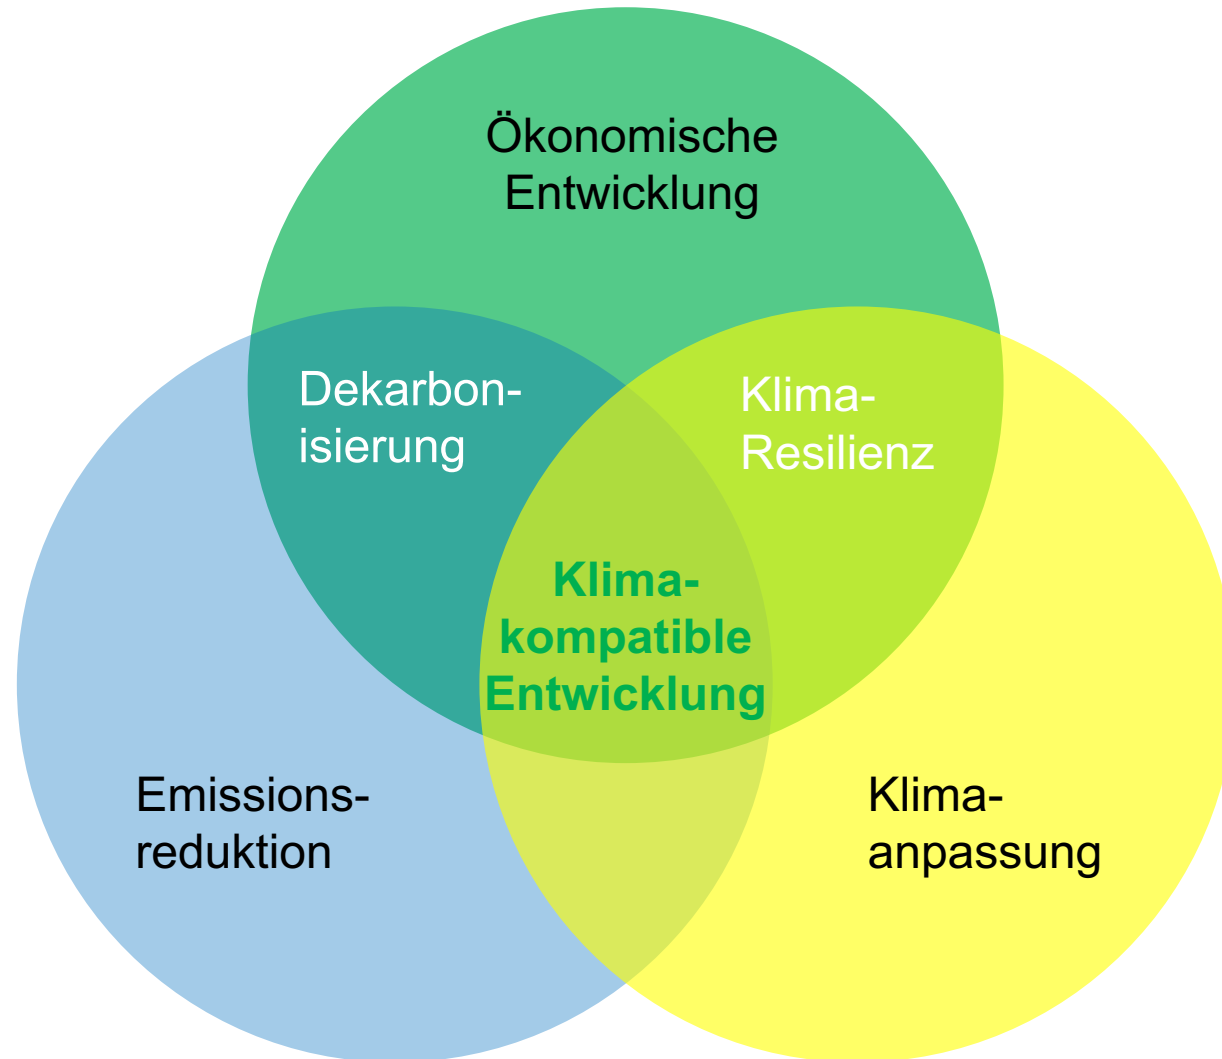 Ökonomische
Entwicklung
Dekarbon-
isierung
Klima-
Resilienz
Klima-
kompatible
Entwicklung
Emissions-
reduktion
Klima-
anpassung